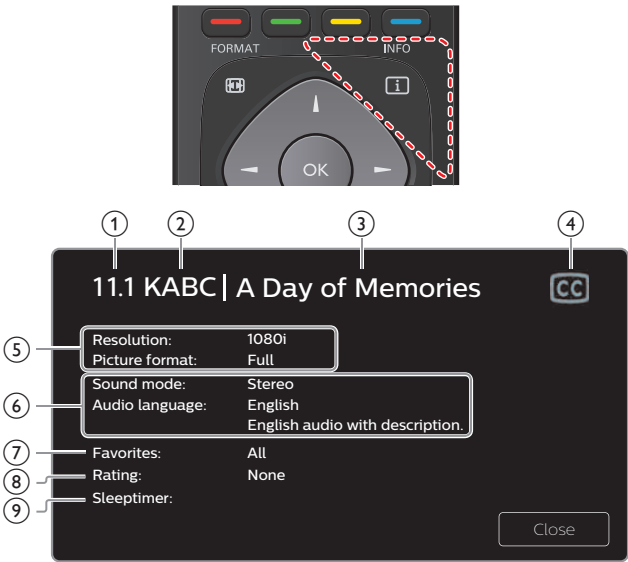 FORMAT INFO
i
OK
1 2 3 4
11.1 KABC | A Day of Memories CC
5 Resolution: 1080i
Picture format: Full
6 Sound mode: Stereo
Audio language: English
English audio with description.
7 Favorites: All
8 Rating: None
9 Sleeptimer:
Close